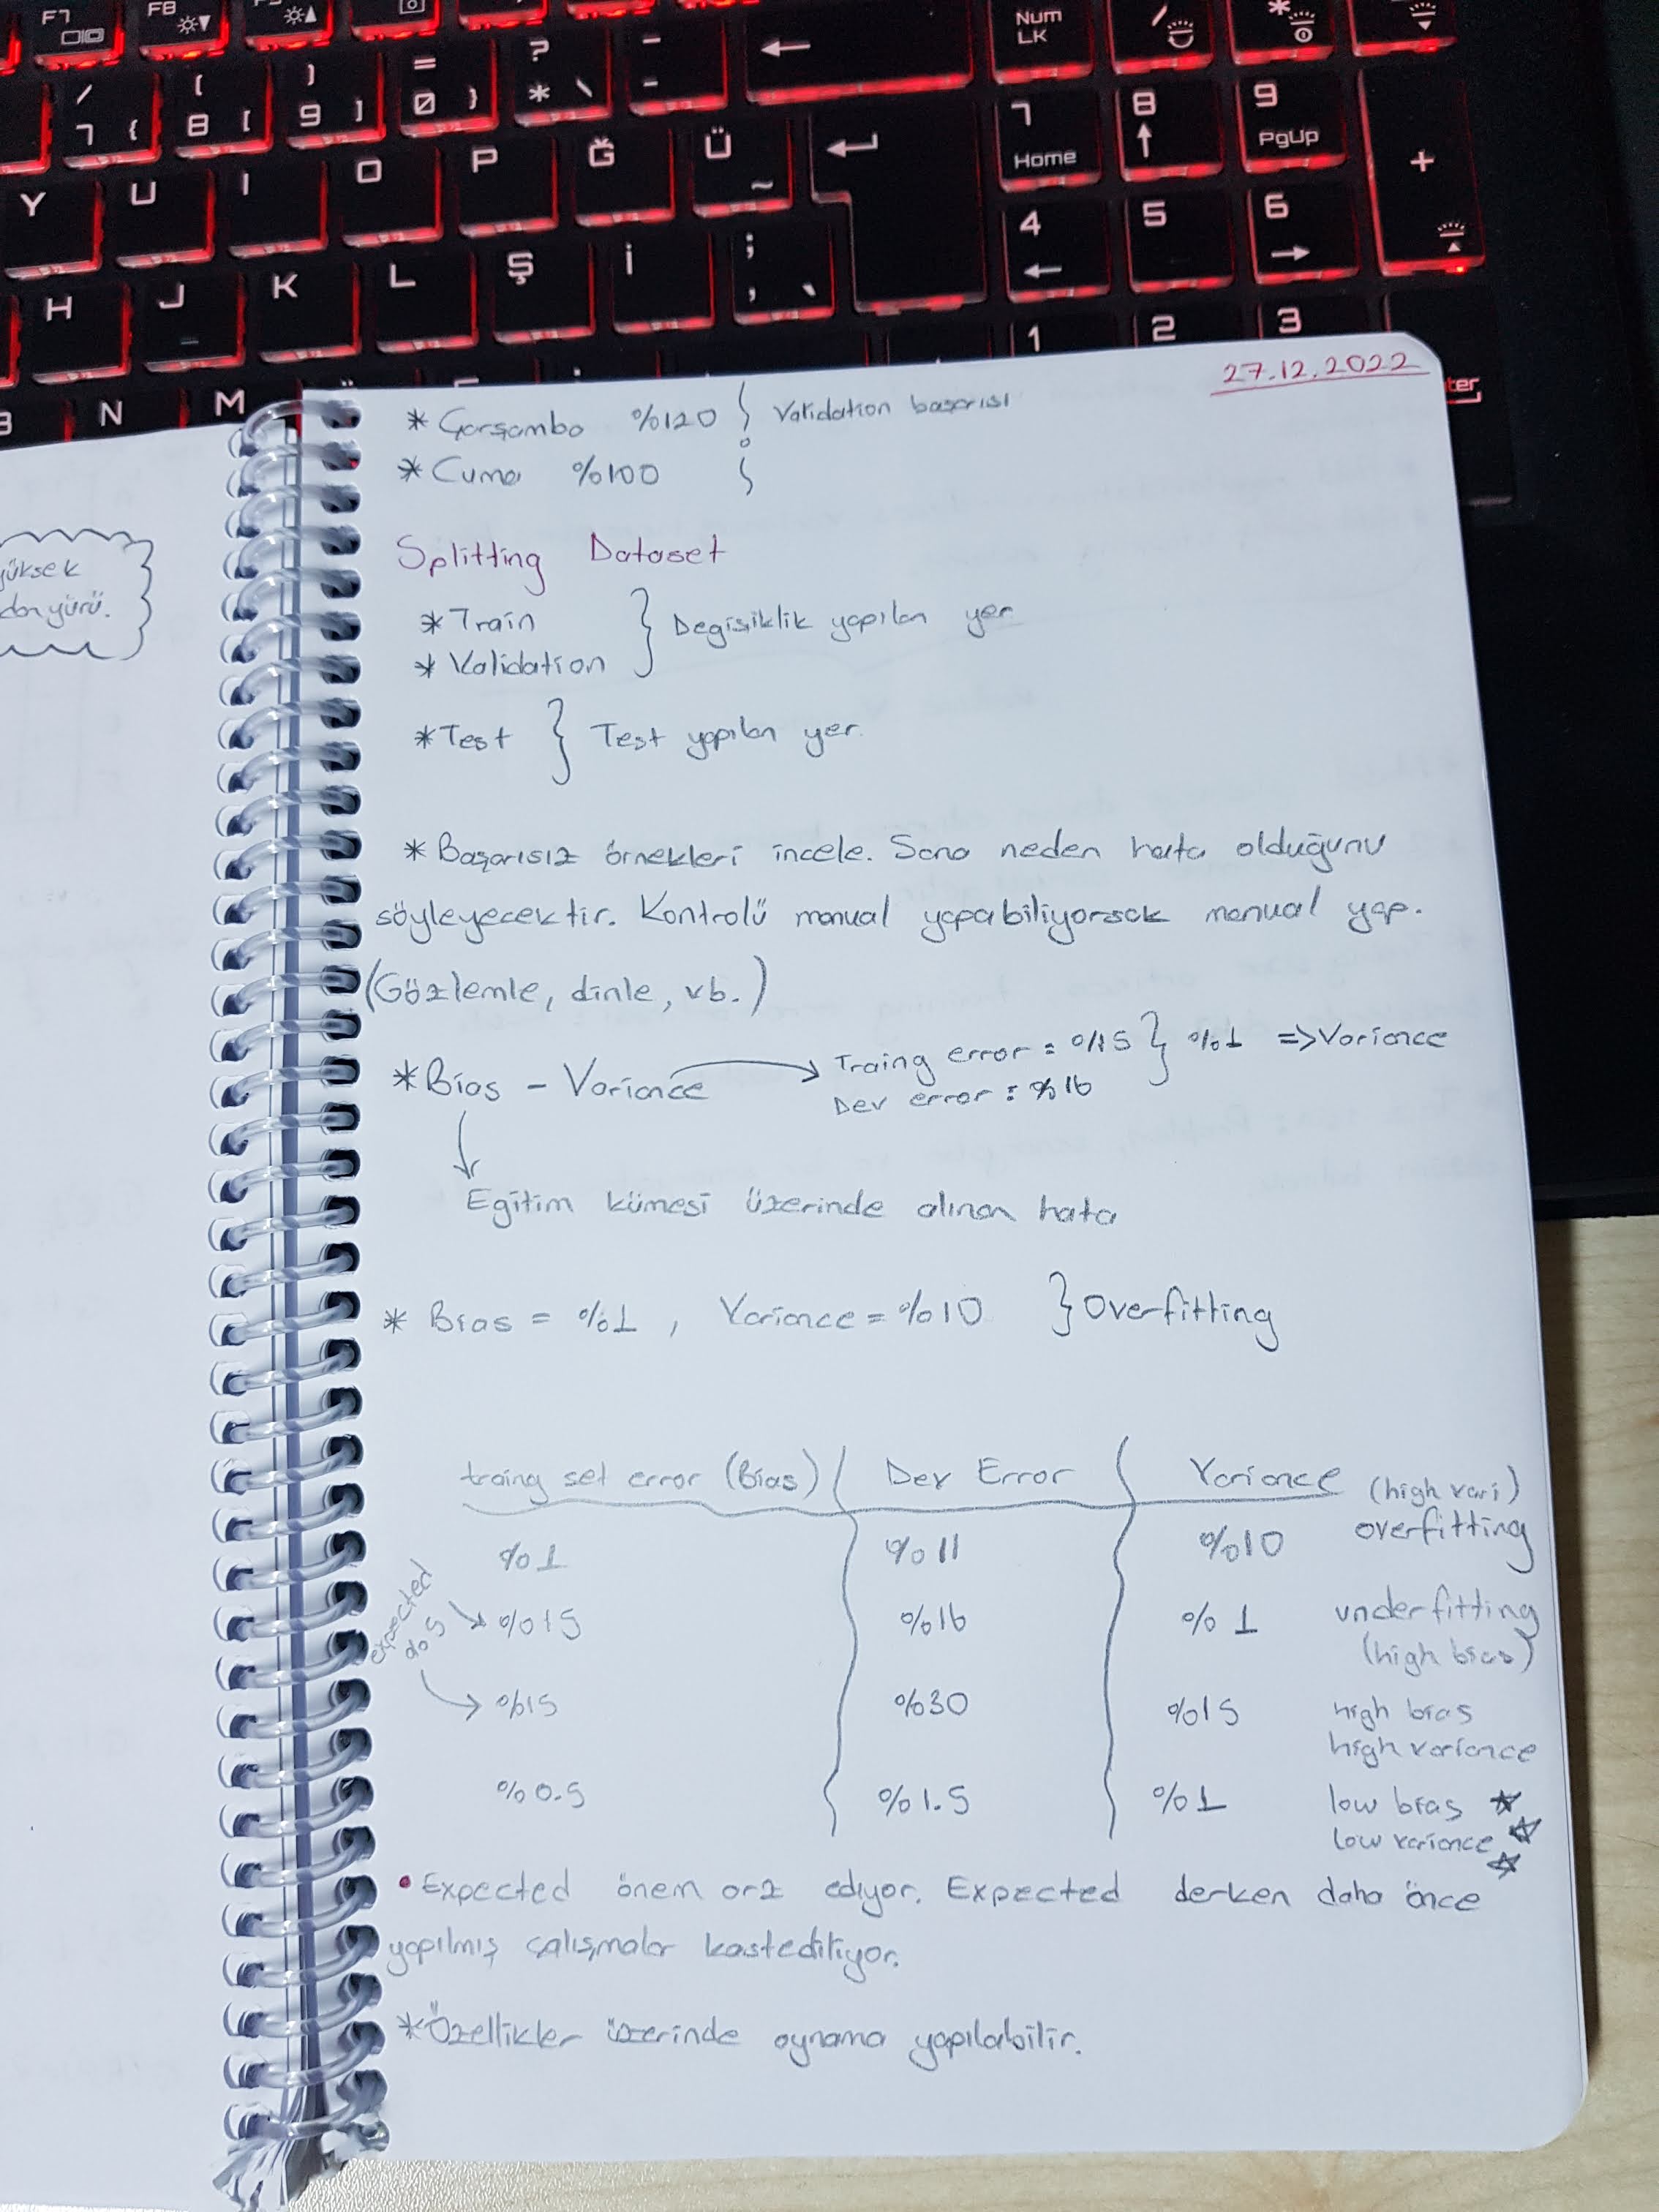 F7
F8
/ 7 {
( 8 [
) 9 ]
= 0 }
? * \
- -
Num LK
7 Home
8
9 PgUp
+
Y U I O P Ğ Ü ~
4 5 6
H J K L Ş İ ; ,
1 2 3
N M
27.12.2022
* Çarşamba %120 } Validation başarısı
* Cuma %100
yüksek
dan yürü.
Splitting Dataset
* Train } Degişiklik yapılan yer
* Validation
* Test } Test yapılan yer.
* Başarısız örnekleri incele. Sana neden hata olduğunu
söyleyecektir. Kontrolü manual yapabiliyorsak manual yap.
(Gözlemle, dinle, vb.)
* Bias - Variance → Traing error = %15 } %1 => Variance
Dev error = %16
Egitim kümesi üzerinde alınan hata
* Bias = %1 , Variance = %10 } Overfitting
traing set error (Bias) Dev Error Variance (high vari)
%1 %11 %10 overfitting
expected %5
%15 %16 %1 underfitting
(high bias)
%15 %30 %15 high bias
high variance
%0.5 %1.5 %1 low bias
low variance
• Expected önem arz ediyor. Expected derken daha önce
yapılmış çalışmalar kastediliyor.
* Özellikler üzerinde oynama yapılabilir.